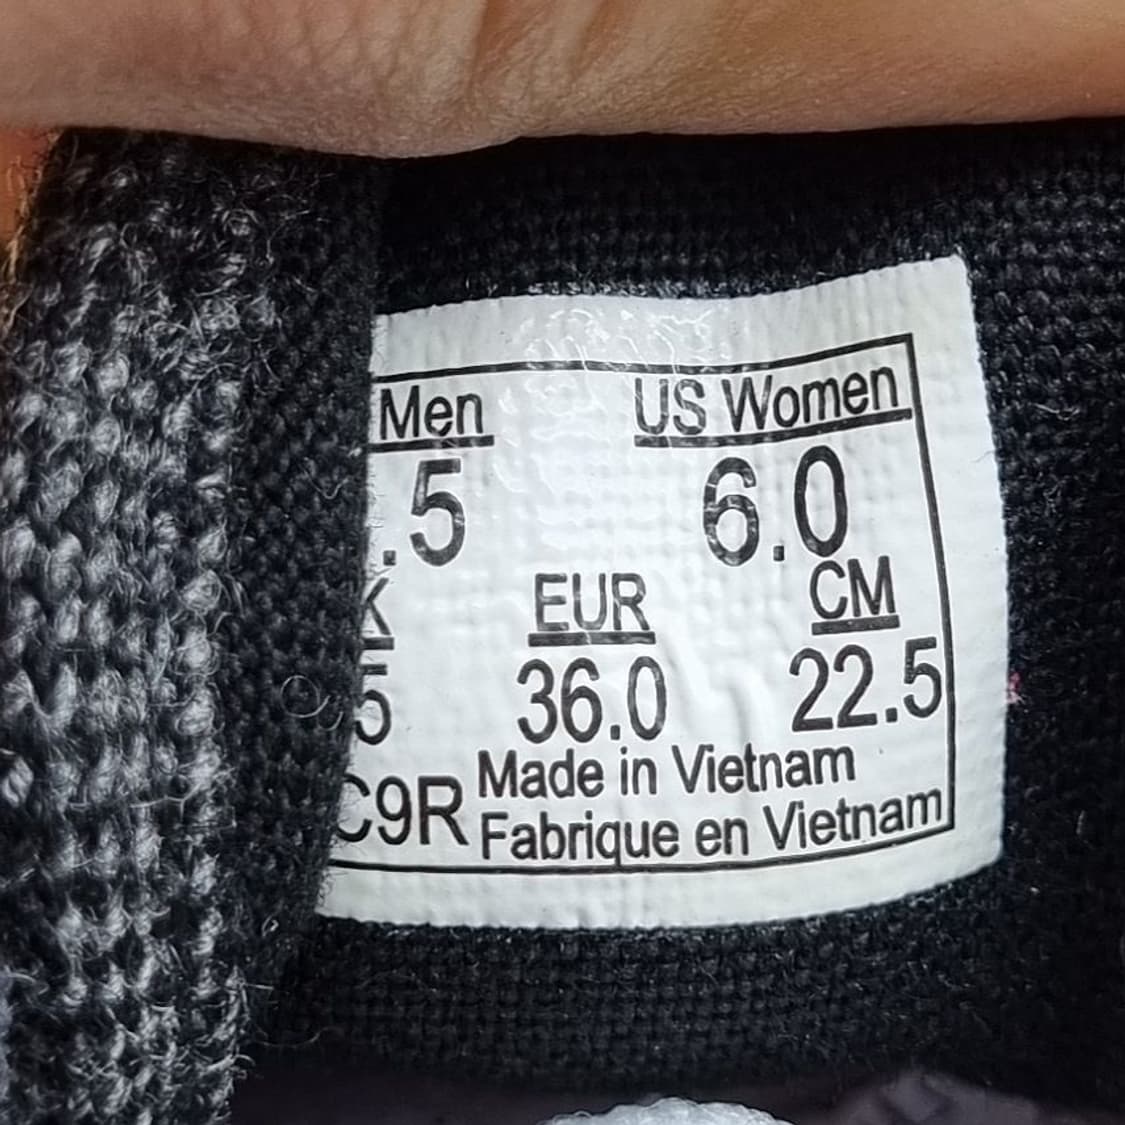 Men US Women
.5 6.0
K EUR CM
5 36.0 22.5
C9R Made in Vietnam
Fabrique en Vietnam